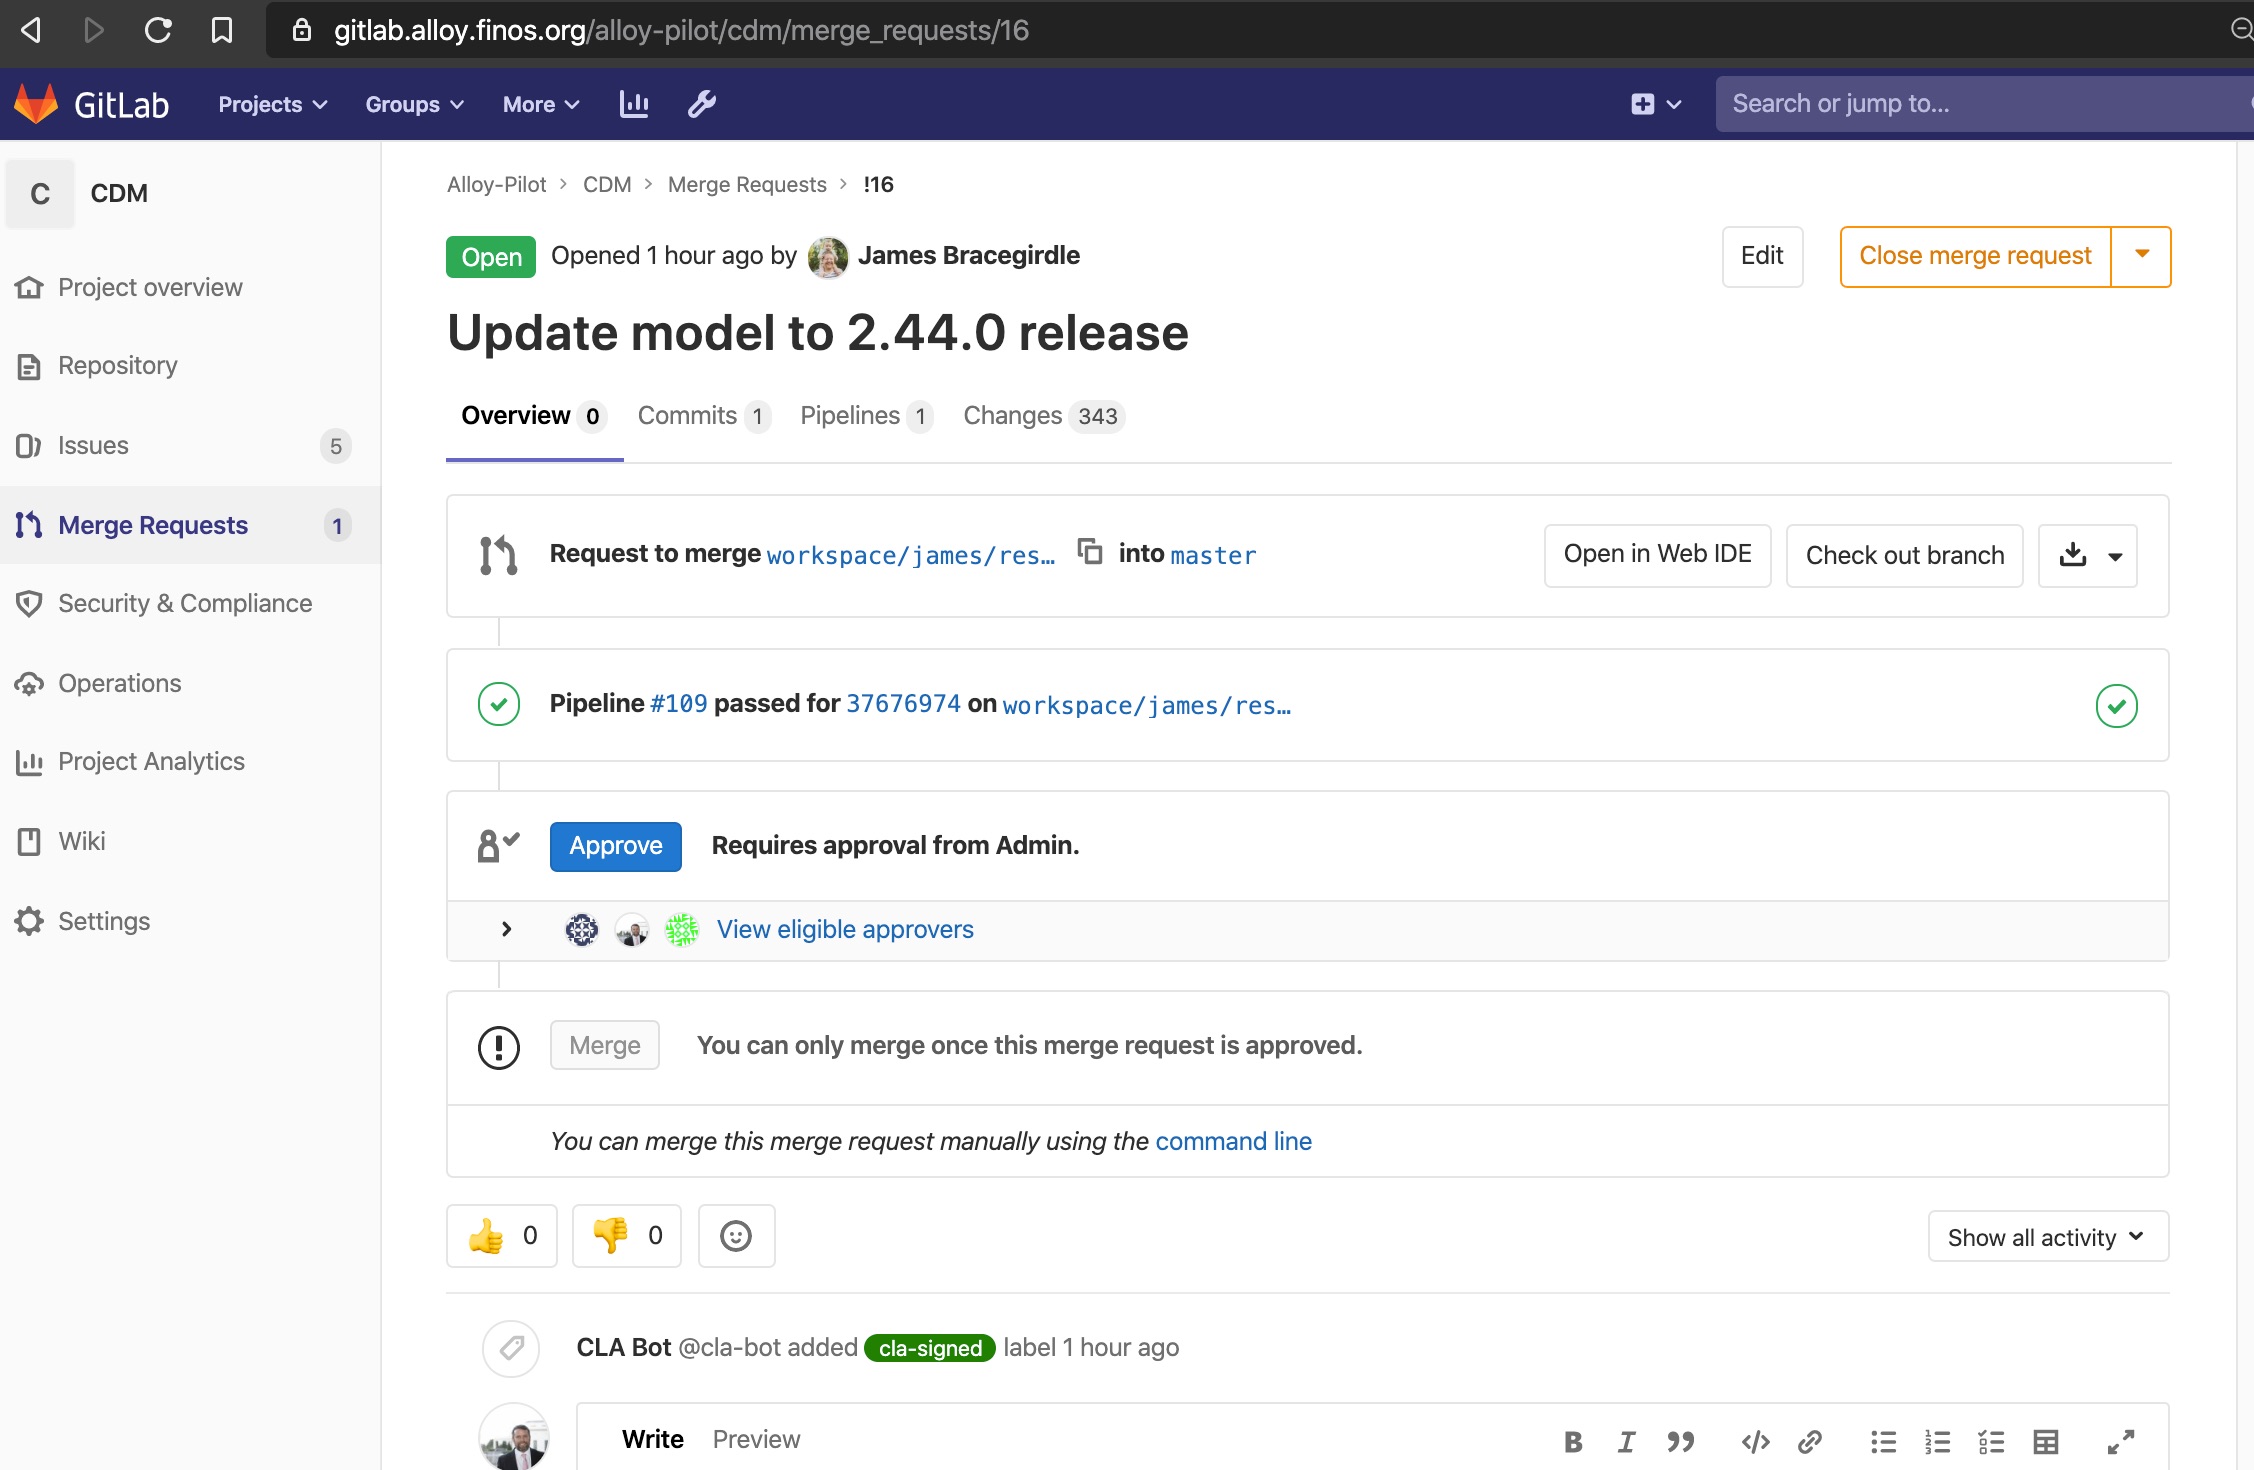 gitlab.alloy.finos.org/alloy-pilot/cdm/merge_requests/16
GitLab Projects Groups More Search or jump to...
C CDM
Project overview
Repository
Issues 5
Merge Requests 1
Security & Compliance
Operations
Project Analytics
Wiki
Settings
Alloy-Pilot > CDM > Merge Requests > !16
Open Opened 1 hour ago by James Bracegirdle Edit Close merge request
Update model to 2.44.0 release
Overview 0 Commits 1 Pipelines 1 Changes 343
Request to merge workspace/james/res… into master Open in Web IDE Check out branch
Pipeline #109 passed for 37676974 on workspace/james/res…
Approve Requires approval from Admin.
View eligible approvers
Merge You can only merge once this merge request is approved.
You can merge this merge request manually using the command line
👍 0 👎 0 Show all activity
CLA Bot @cla-bot added cla-signed label 1 hour ago
Write Preview